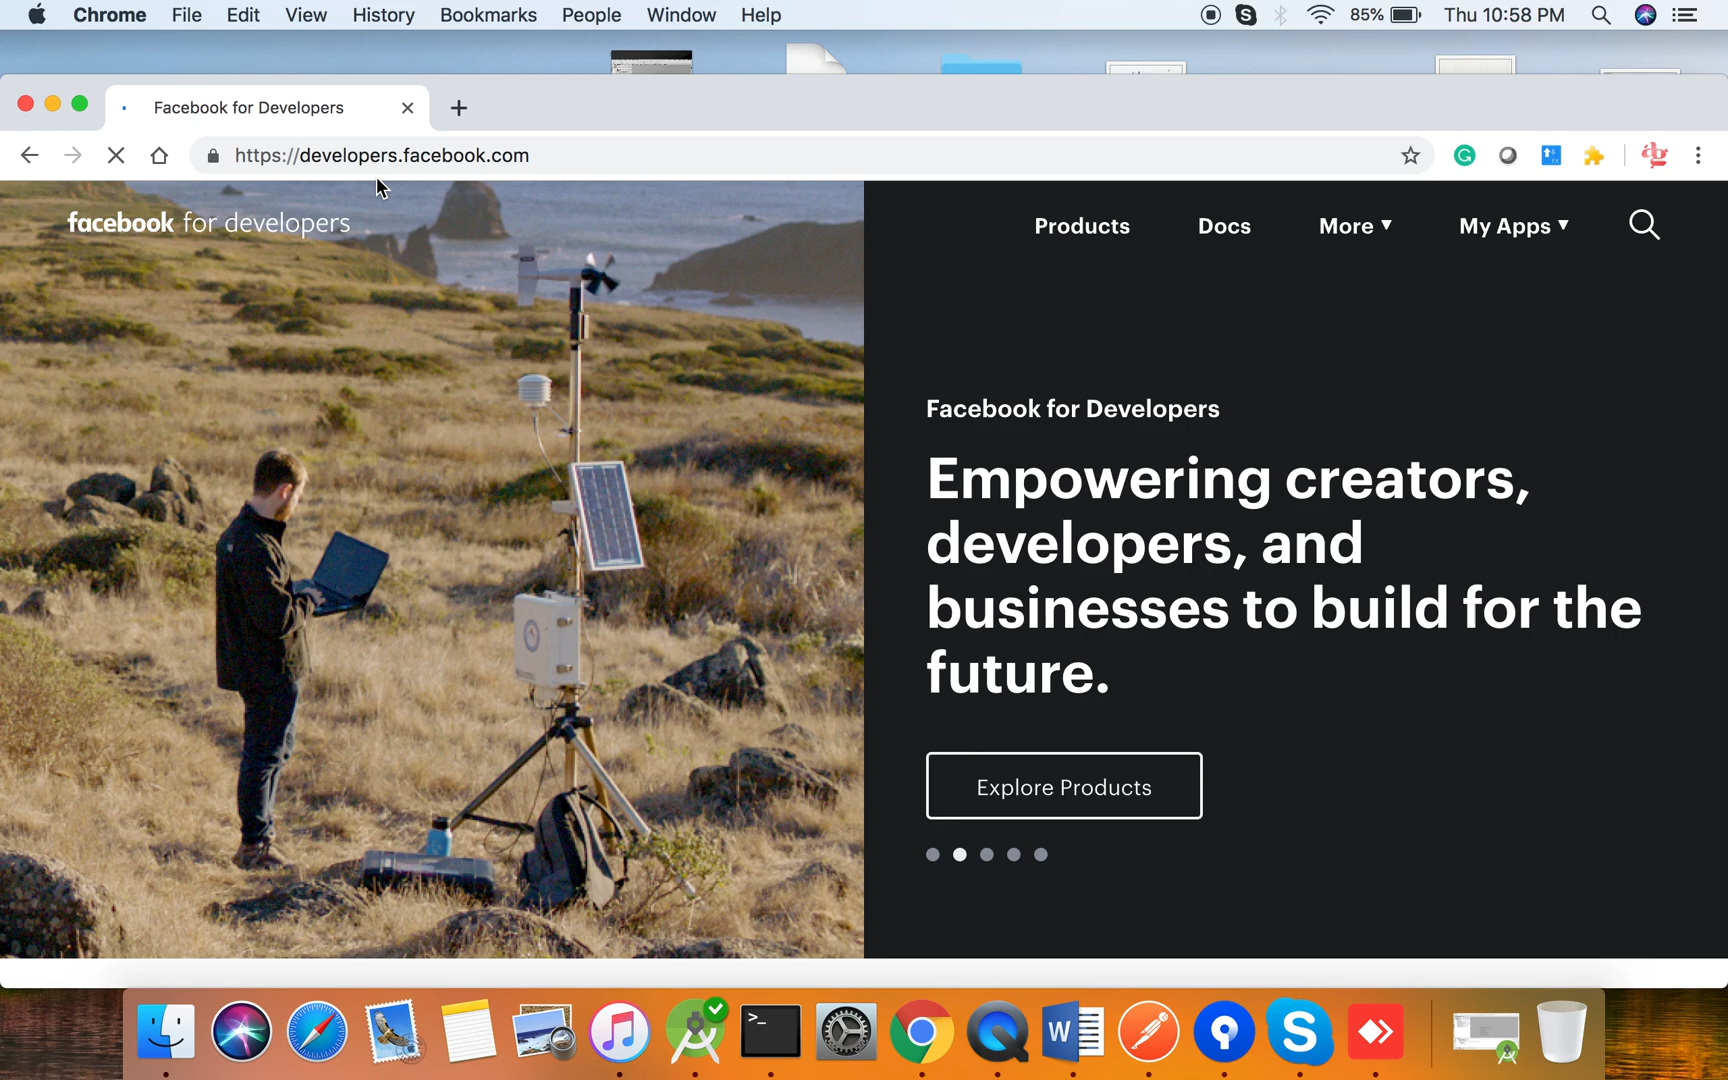 Chrome File Edit View History Bookmarks People Window Help 85% Thu 10:58 PM
Facebook for Developers
https://developers.facebook.com
facebook for developers
Products Docs More My Apps
Facebook for Developers
Empowering creators,
developers, and
businesses to build for the
future.
Explore Products